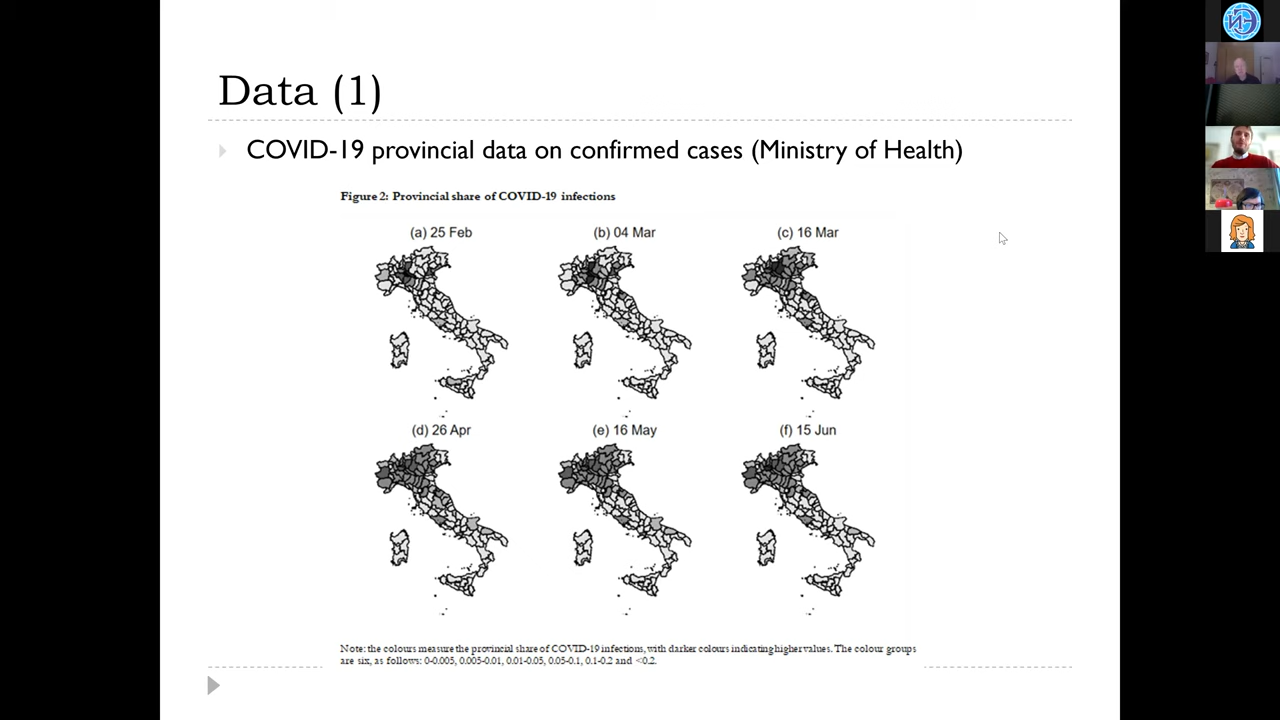 Data (1)
COVID-19 provincial data on confirmed cases (Ministry of Health)
Figure 2: Provincial share of COVID-19 infections
(a) 25 Feb
(b) 04 Mar
(c) 16 Mar
(d) 26 Apr
(e) 16 May
(f) 15 Jun
Note: the colours measure the provincial share of COVID-19 infections, with darker colours indicating higher values. The colour groups
are six, as follows: 0-0.005, 0.005-0.01, 0.01-0.05, 0.05-0.1, 0.1-0.2 and <0.2.